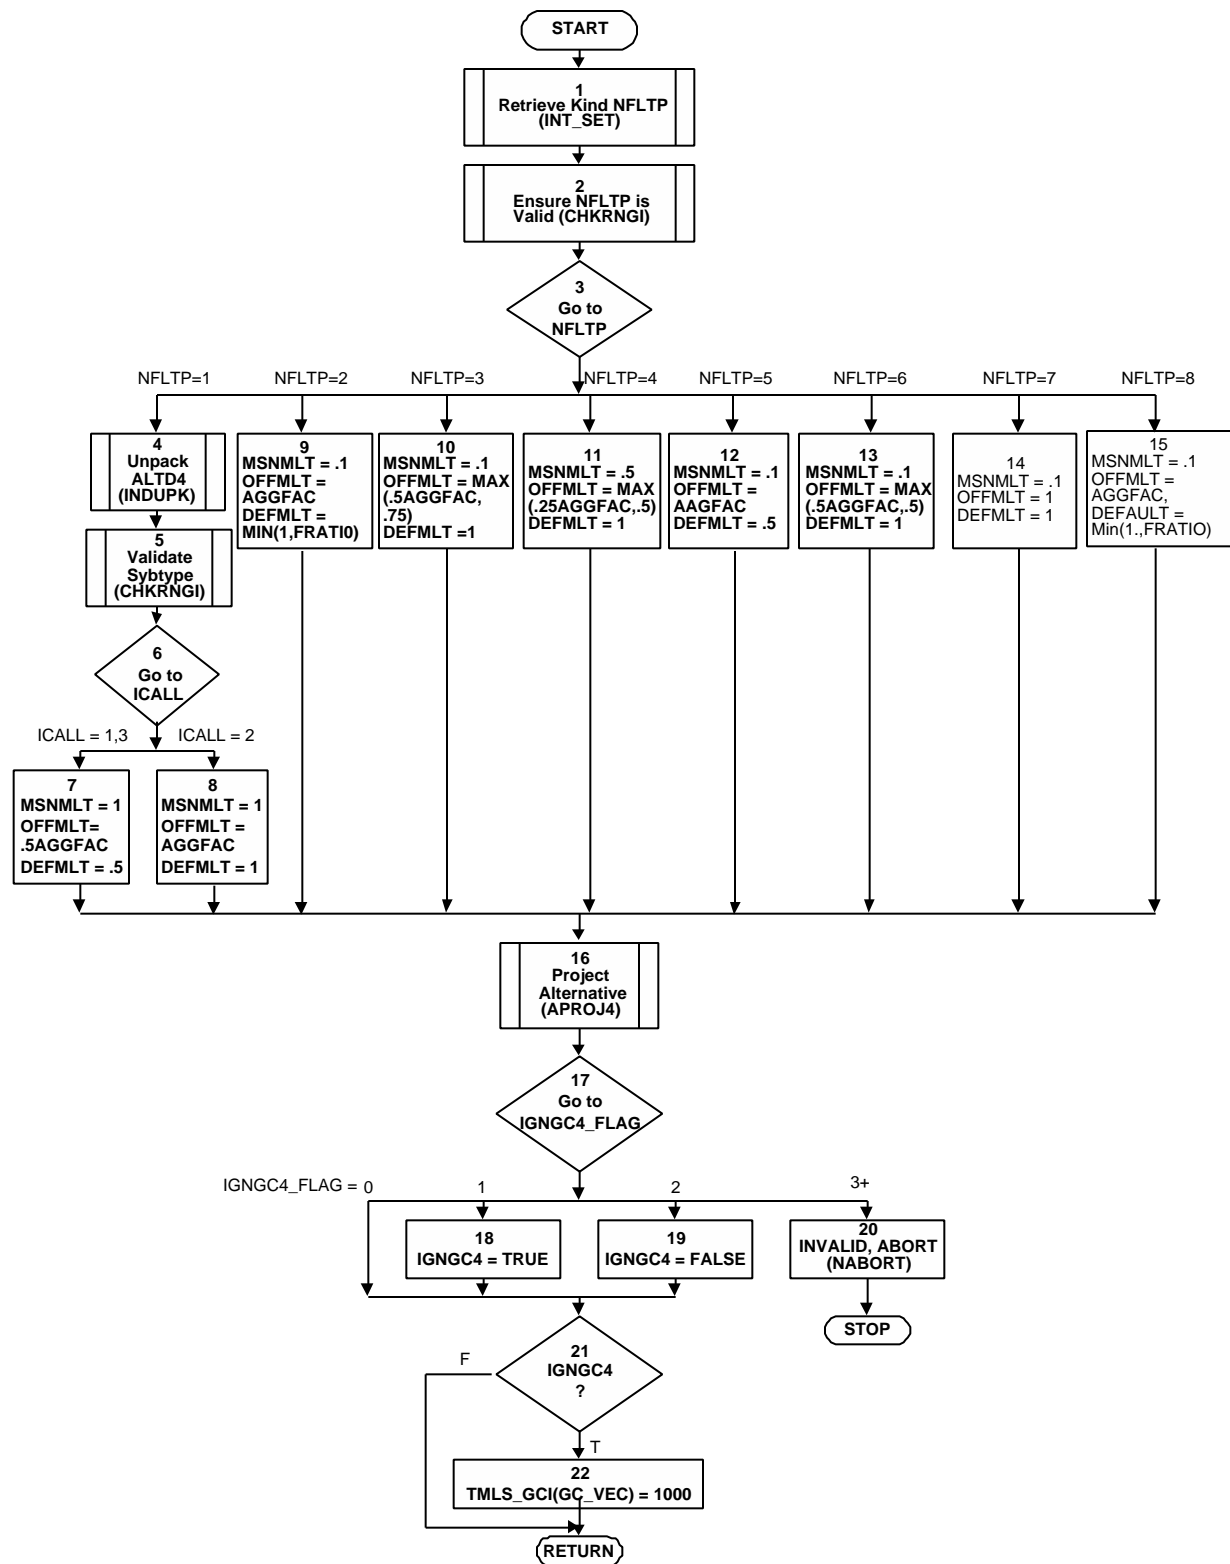 START
1
Retrieve Kind NFLTP
(INT_SET)
2
Ensure NFLTP is
Valid (CHKRNGI)
3
Go to
NFLTP
NFLTP=1
NFLTP=2
NFLTP=3
NFLTP=4
NFLTP=5
NFLTP=6
NFLTP=7
NFLTP=8
4
Unpack
ALTD4
(INDUPK)
5
Validate
Sybtype
(CHKRNGI)
6
Go to
ICALL
ICALL = 1,3
ICALL = 2
7
MSNMLT = 1
OFFMLT=
.5AGGFAC
DEFMLT = .5
8
MSNMLT = 1
OFFMLT =
AGGFAC
DEFMLT = 1
9
MSNMLT = .1
OFFMLT =
AGGFAC
DEFMLT =
MIN(1,FRATI0)
10
MSNMLT = .1
OFFMLT = MAX
(.5AGGFAC,
.75)
DEFMLT =1
11
MSNMLT = .5
OFFMLT = MAX
(.25AGGFAC,.5)
DEFMLT = 1
12
MSNMLT = .1
OFFMLT =
AAGFAC
DEFMLT = .5
13
MSNMLT = .1
OFFMLT = MAX
(.5AGGFAC,.5)
DEFMLT = 1
14
MSNMLT = .1
OFFMLT = 1
DEFMLT = 1
15
MSNMLT = .1
OFFMLT =
AGGFAC,
DEFAULT =
Min(1.,FRATIO)
16
Project
Alternative
(APROJ4)
17
Go to
IGNGC4_FLAG
IGNGC4_FLAG = 0
1
2
3+
18
IGNGC4 = TRUE
19
IGNGC4 = FALSE
20
INVALID, ABORT
(NABORT)
STOP
21
IGNGC4
?
F
T
22
TMLS_GCI(GC_VEC) = 1000
RETURN